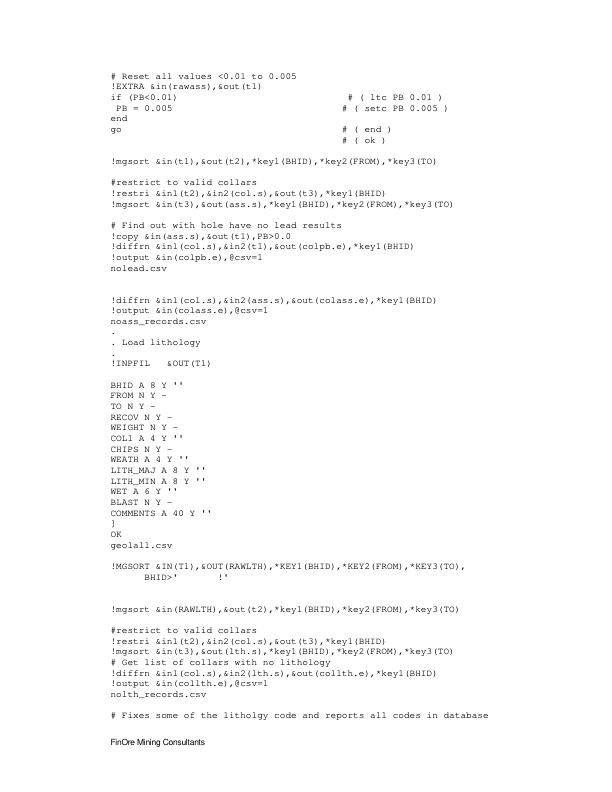 # Reset all values <0.01 to 0.005
!EXTRA &in(rawass),&out(t1)
if (PB<0.01) # ( ltc PB 0.01 )
PB = 0.005 # ( setc PB 0.005 )
end
go # ( end )
# ( ok )
!mgsort &in(t1),&out(t2),*key1(BHID),*key2(FROM),*key3(TO)
#restrict to valid collars
!restri &in1(t2),&in2(col.s),&out(t3),*key1(BHID)
!mgsort &in(t3),&out(ass.s),*key1(BHID),*key2(FROM),*key3(TO)
# Find out with hole have no lead results
!copy &in(ass.s),&out(t1),PB>0.0
!diffrn &in1(col.s),&in2(t1),&out(colpb.e),*key1(BHID)
!output &in(colpb.e),@csv=1
nolead.csv
!diffrn &in1(col.s),&in2(ass.s),&out(colass.e),*key1(BHID)
!output &in(colass.e),@csv=1
noass_records.csv
.
. Load lithology
.
!INPFIL &OUT(T1)
BHID A 8 Y ''
FROM N Y -
TO N Y -
RECOV N Y -
WEIGHT N Y -
COL1 A 4 Y ''
CHIPS N Y -
WEATH A 4 Y ''
LITH_MAJ A 8 Y ''
LITH_MIN A 8 Y ''
WET A 6 Y ''
BLAST N Y -
COMMENTS A 40 Y ''
]
OK
geolall.csv
!MGSORT &IN(T1),&OUT(RAWLTH),*KEY1(BHID),*KEY2(FROM),*KEY3(TO),
BHID>' !'
!mgsort &in(RAWLTH),&out(t2),*key1(BHID),*key2(FROM),*key3(TO)
#restrict to valid collars
!restri &in1(t2),&in2(col.s),&out(t3),*key1(BHID)
!mgsort &in(t3),&out(lth.s),*key1(BHID),*key2(FROM),*key3(TO)
# Get list of collars with no lithology
!diffrn &in1(col.s),&in2(lth.s),&out(collth.e),*key1(BHID)
!output &in(collth.e),@csv=1
nolth_records.csv
# Fixes some of the litholgy code and reports all codes in database
FinOre Mining Consultants